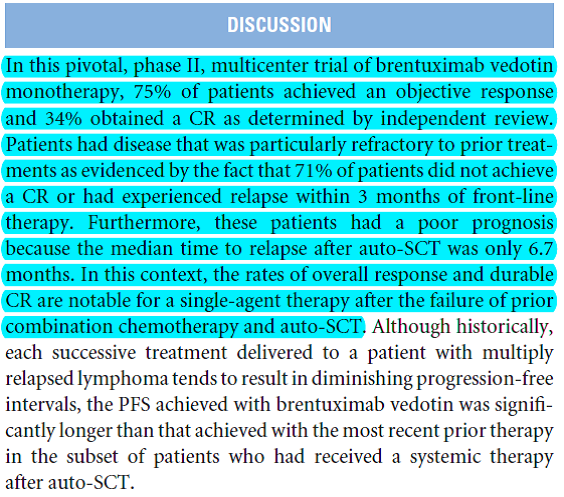 DISCUSSION
In this pivotal, phase II, multicenter trial of brentuximab vedotin
monotherapy, 75% of patients achieved an objective response
and 34% obtained a CR as determined by independent review.
Patients had disease that was particularly refractory to prior treat-
ments as evidenced by the fact that 71% of patients did not achieve
a CR or had experienced relapse within 3 months of front-line
therapy. Furthermore, these patients had a poor prognosis
because the median time to relapse after auto-SCT was only 6.7
months. In this context, the rates of overall response and durable
CR are notable for a single-agent therapy after the failure of prior
combination chemotherapy and auto-SCT. Although historically,
each successive treatment delivered to a patient with multiply
relapsed lymphoma tends to result in diminishing progression-free
intervals, the PFS achieved with brentuximab vedotin was signifi-
cantly longer than that achieved with the most recent prior therapy
in the subset of patients who had received a systemic therapy
after auto-SCT.